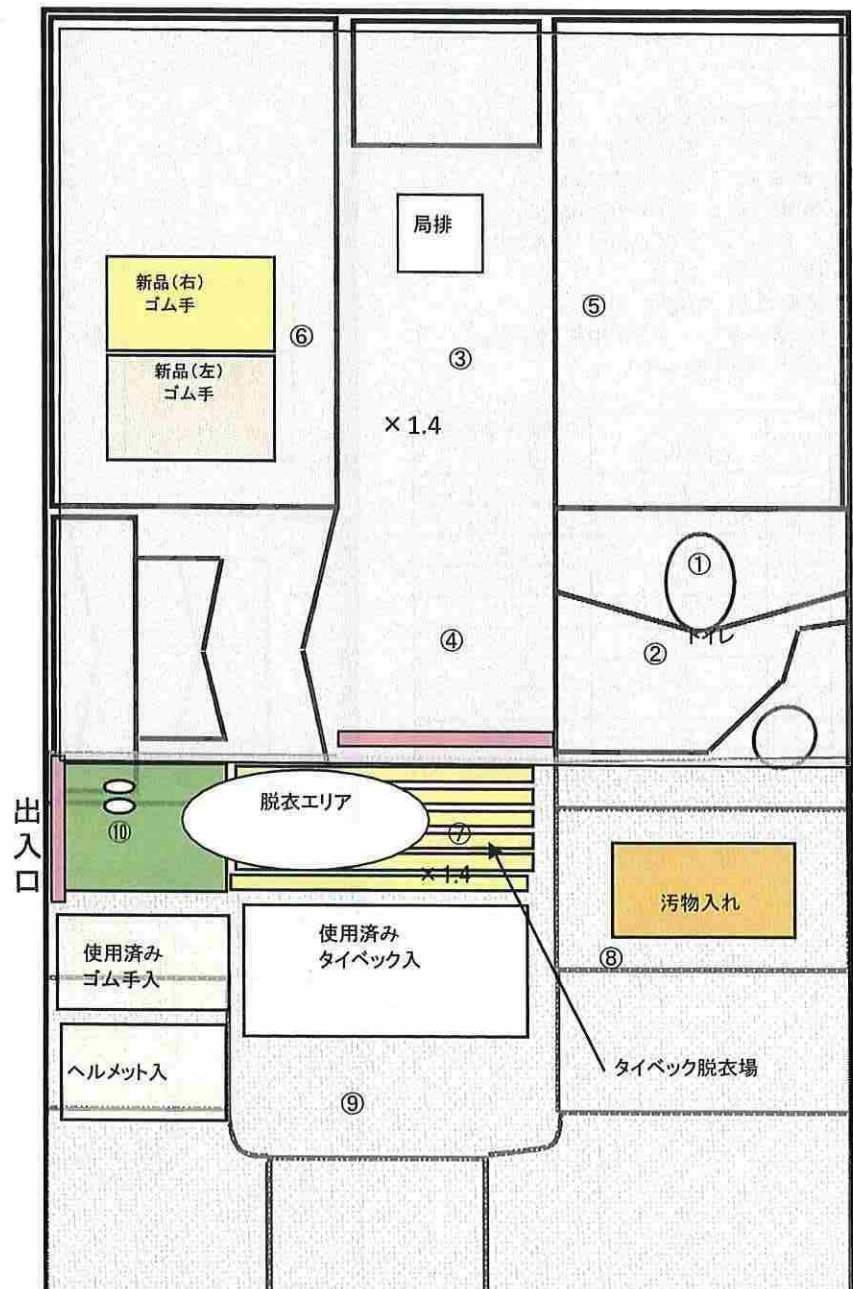 局排
新品(右)
ゴム手
⑥
新品(左)
ゴム手
⑤
③
×1.4
①
④
②
トイレ
出入口
⑩
脱衣エリア
⑦
×1.4
汚物入れ
使用済み
ゴム手入
使用済み
タイベック入
⑧
ヘルメット入
タイベック脱衣場
⑨